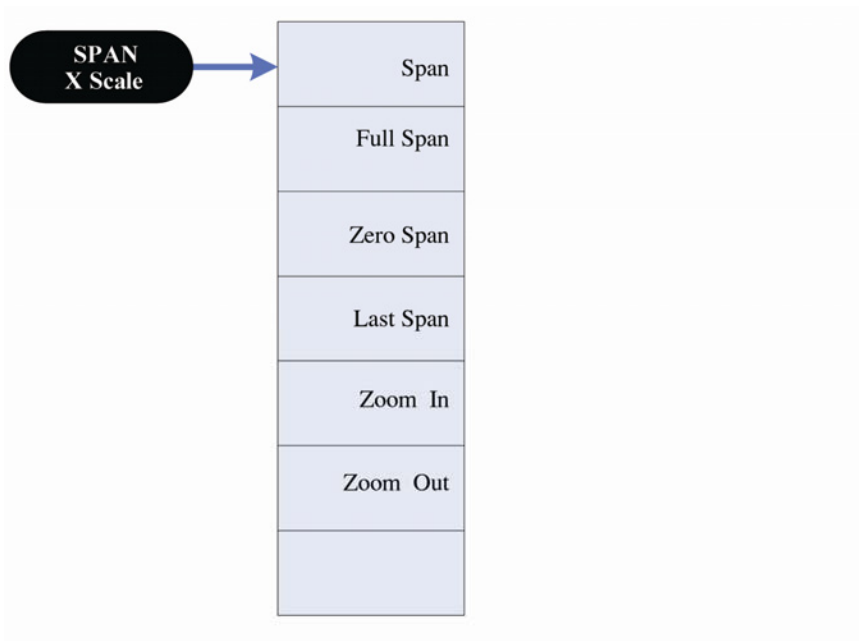 SPAN
X Scale
Span
Full Span
Zero Span
Last Span
Zoom In
Zoom Out